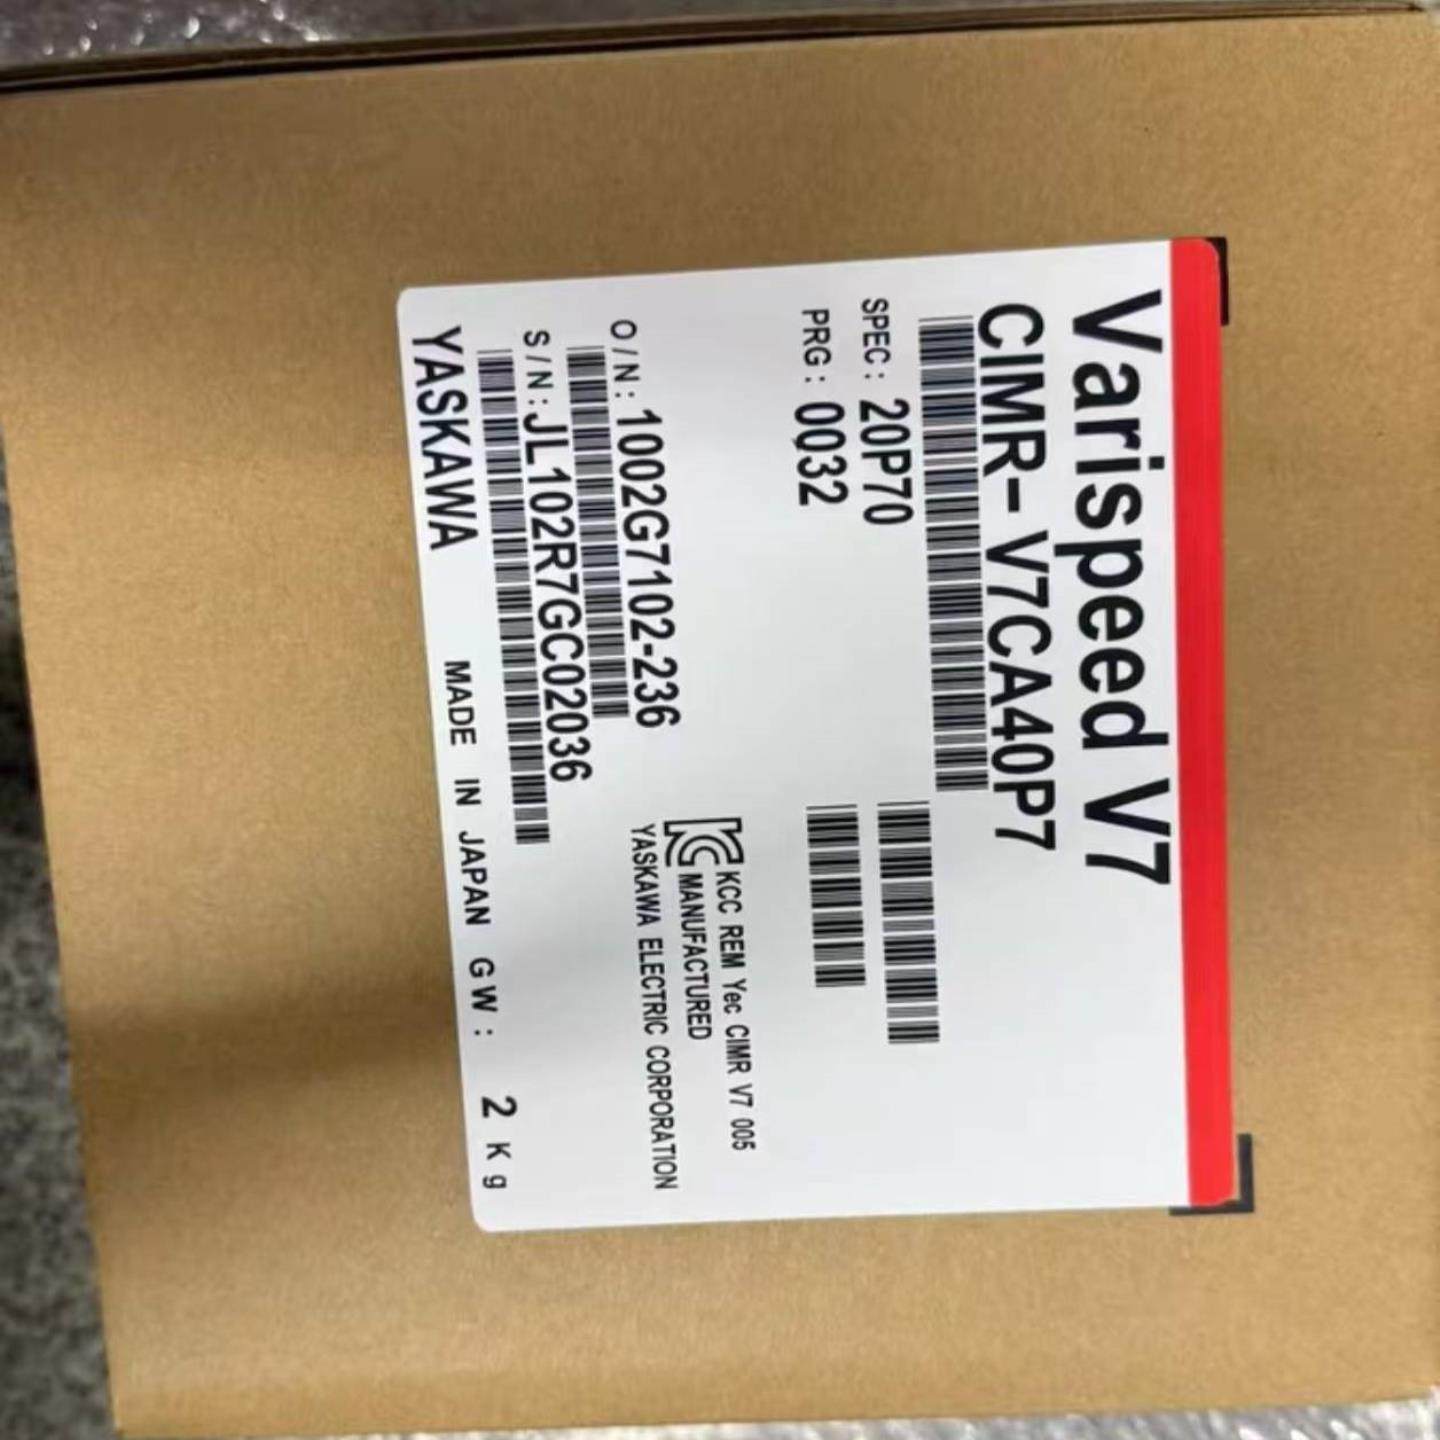 Varispeed V7
CIMR-V7CA40P7
SPEC: 20P70
PRG: 0032
KCC REM Yec CIMR V7 005
MANUFACTURED
YASKAWA ELECTRIC CORPORATION
O/N: 1002G7102-236
S/N: JL102R7GC02036
YASKAWA MADE IN JAPAN GW: 2 Kg